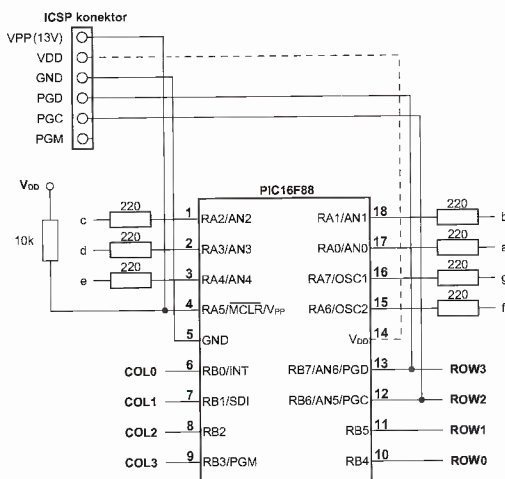 ICSP konektor
VPP (13V)
VDD
GND
PGD
PGC
PGM
VDD
10k
PIC16F88
c 220 1 RA2/AN2
RA1/AN1 18 220 b
d 220 2 RA3/AN3
RA0/AN0 17 220 a
e 220 3 RA4/AN4
RA7/OSC1 16 220 g
4 RA5/MCLR/VPP
RA6/OSC2 15 220 f
5 GND
VDD 14
COL0 6 RB0/INT
RB7/AN6/PGD 13 ROW3
COL1 7 RB1/SDI
RB6/AN5/PGC 12 ROW2
COL2 8 RB2
RB5 11 ROW1
COL3 9 RB3/PGM
RB4 10 ROW0